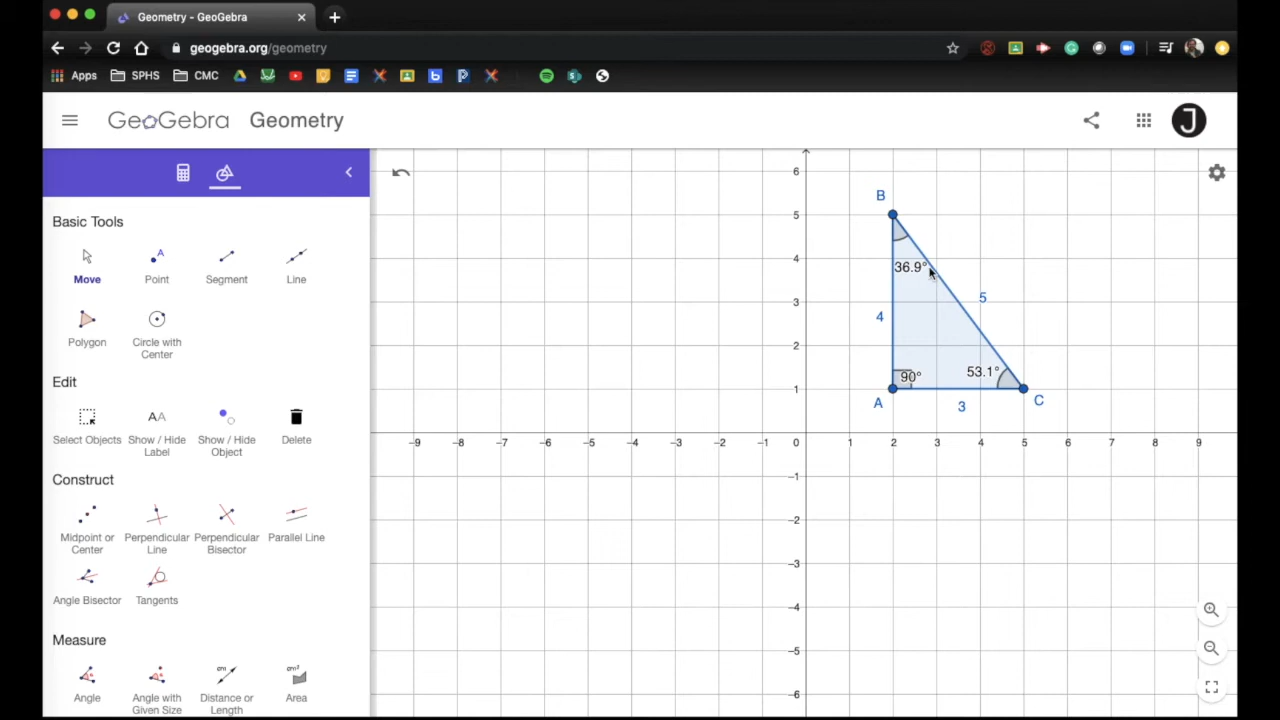 Geometry - GeoGebra
geogebra.org/geometry
Apps SPHS CMC
GeoGebra Geometry J
Basic Tools
Move Point Segment Line
Polygon Circle with Center
Edit
Select Objects Show / Hide Label Show / Hide Object Delete
Construct
Midpoint or Center Perpendicular Line Perpendicular Bisector Parallel Line
Angle Bisector Tangents
Measure
cm cm²
Angle Angle with Given Size Distance or Length Area
B
36.9°
5
4
90° 53.1°
A 3 C
6
5
4
3
2
1
−9 −8 −7 −6 −5 −4 −3 −2 −1 0 1 2 3 4 5 6 7 8 9
−1
−2
−3
−4
−5
−6